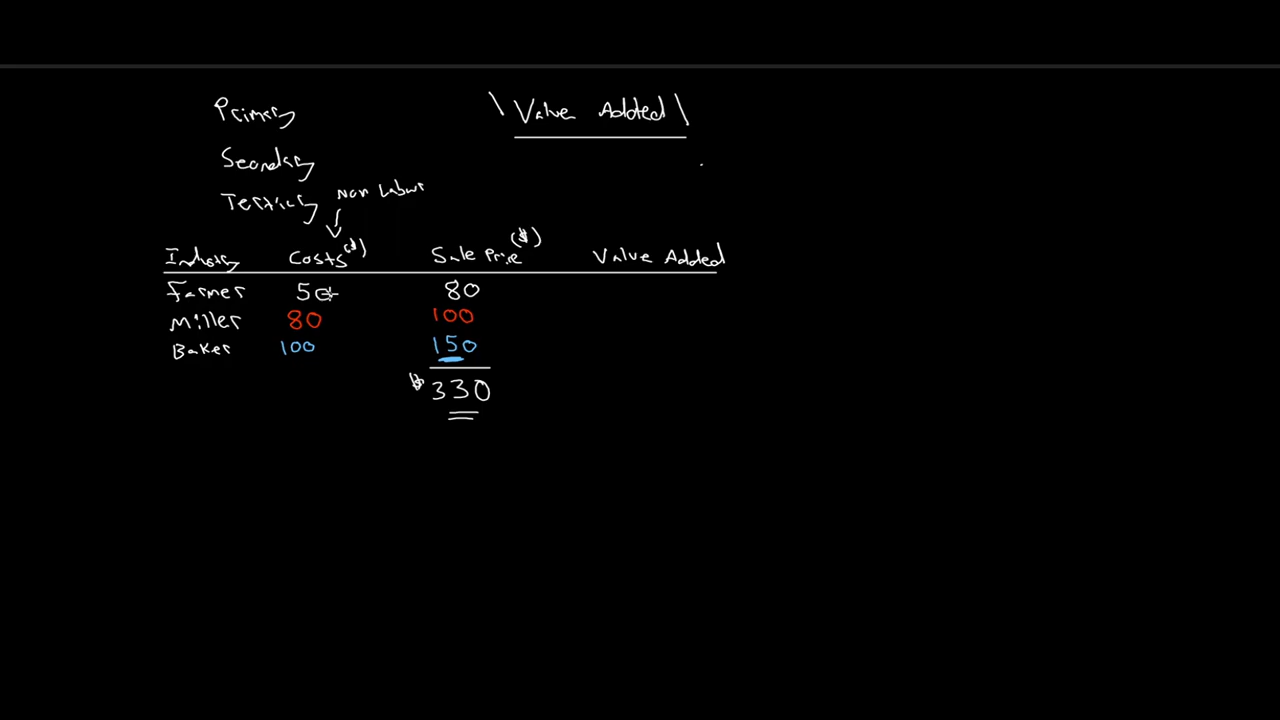 Primary
\ Value Added \
Secondary
Tertiary
Non Labour
Industry Costs ($) Sale Price ($) Value Added
Farmer 50 80
Miller 80 100
Baker 100 150
$ 330